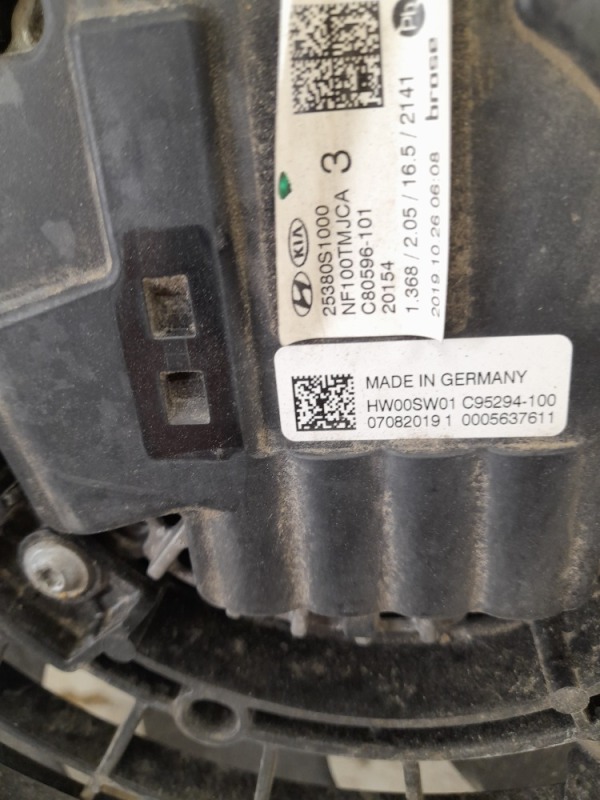 KIA
25380S1000
NF100TMJCA 3
C80596-101
20154
1.368 / 2.05 / 16.5 / 2141
2019 10 26 06:08
brose
MADE IN GERMANY
HW00SW01 C95294-100
07082019 1 0005637611